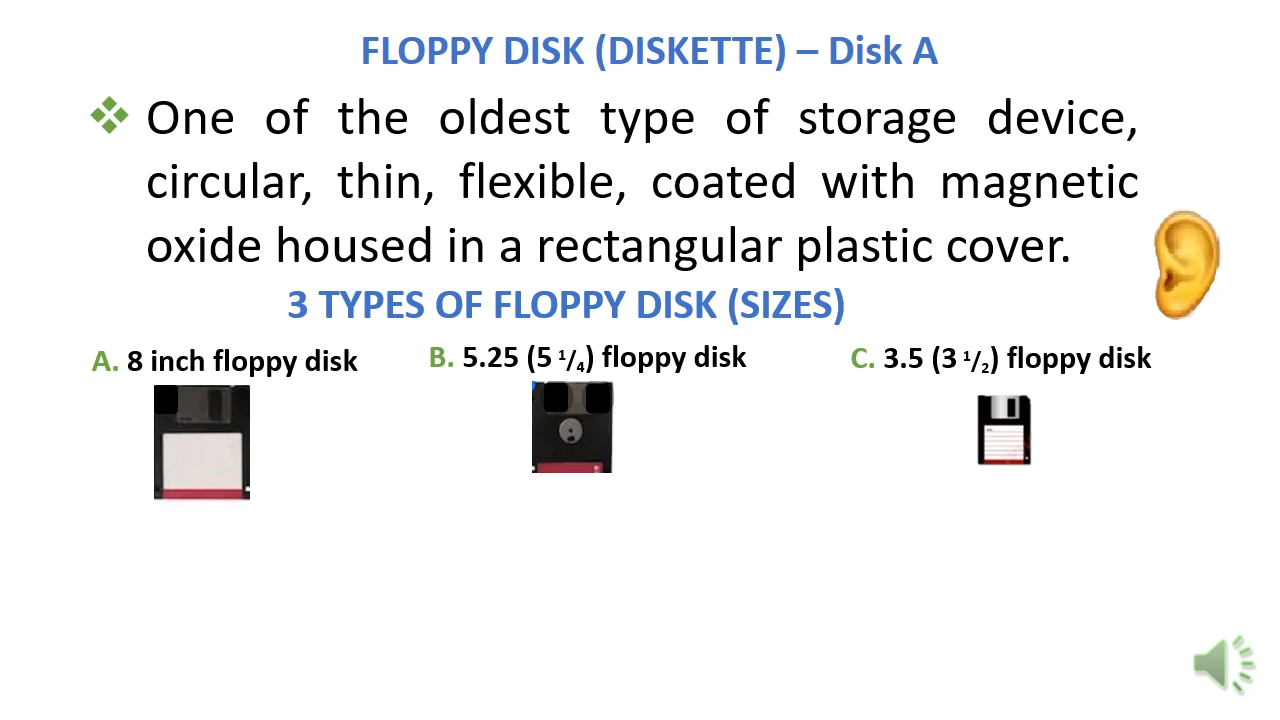 FLOPPY DISK (DISKETTE) – Disk A
❖ One of the oldest type of storage device,
circular, thin, flexible, coated with magnetic
oxide housed in a rectangular plastic cover.
3 TYPES OF FLOPPY DISK (SIZES)
A. 8 inch floppy disk
B. 5.25 (5 1/4) floppy disk
C. 3.5 (3 1/2) floppy disk